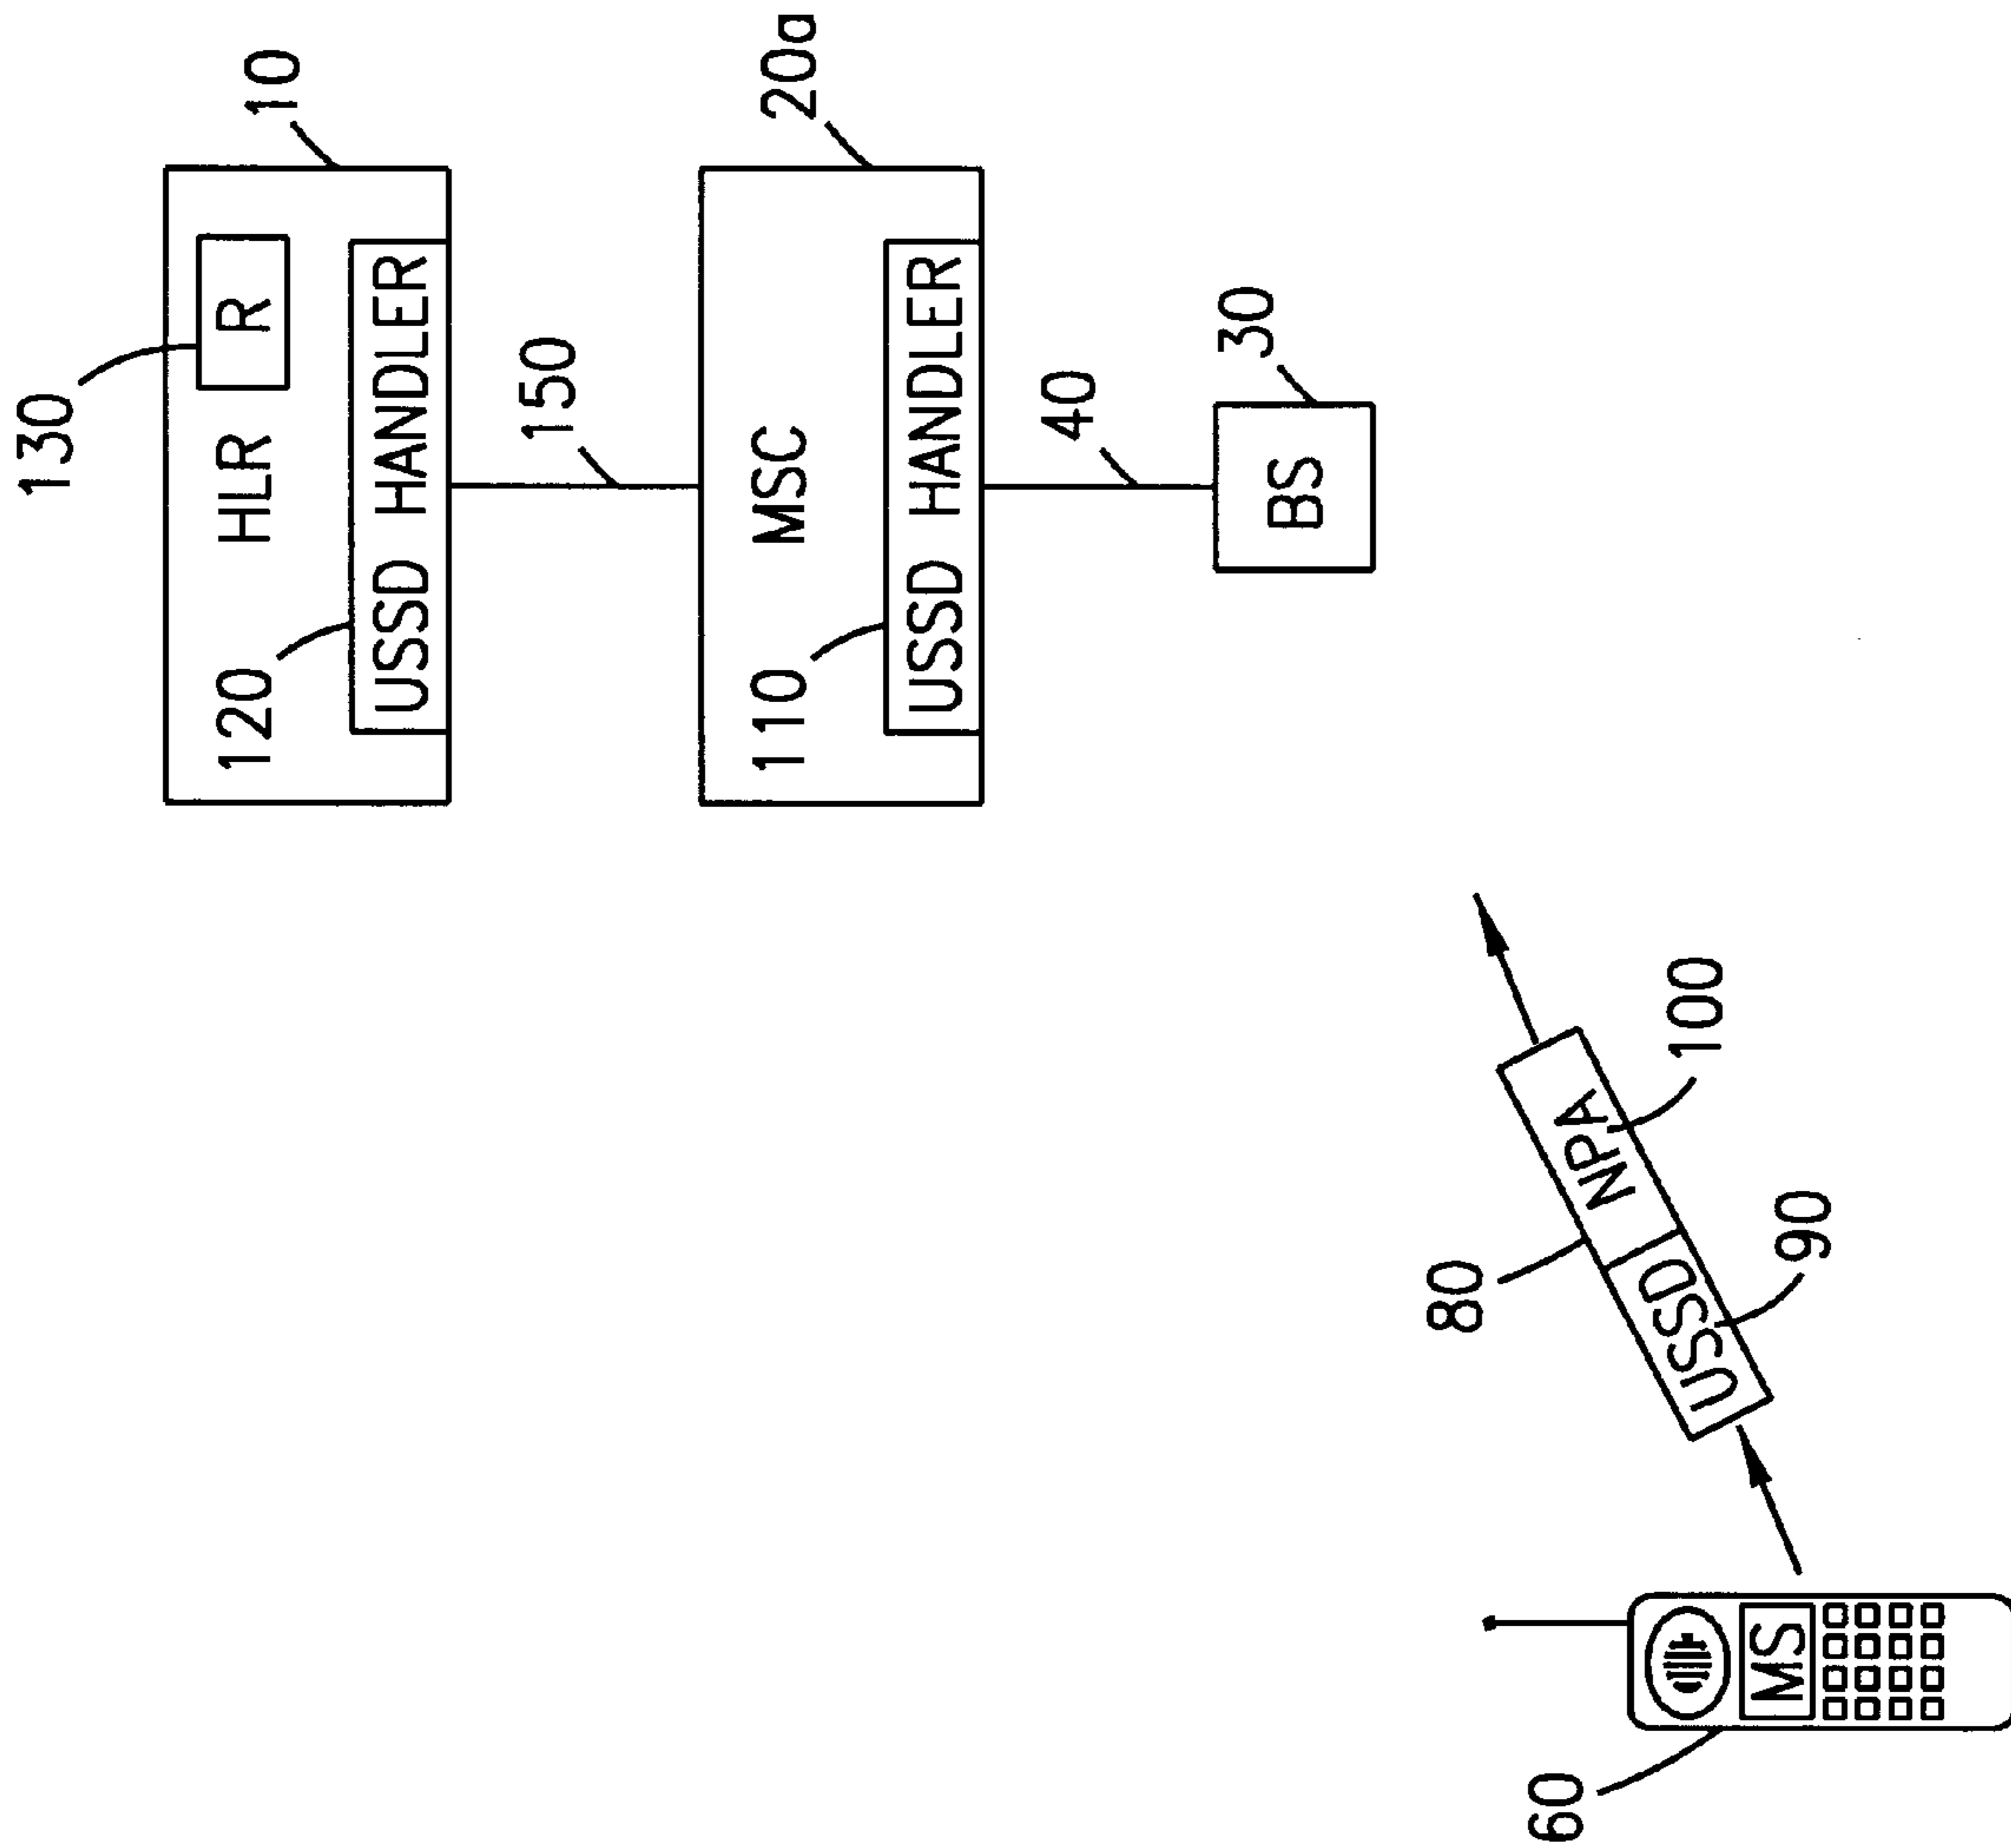 130
120
HLR
R
10
USSD HANDLER
150
110
MSC
20a
USSD HANDLER
40
30
BS
80
60
MS
USSD NPA
100
90